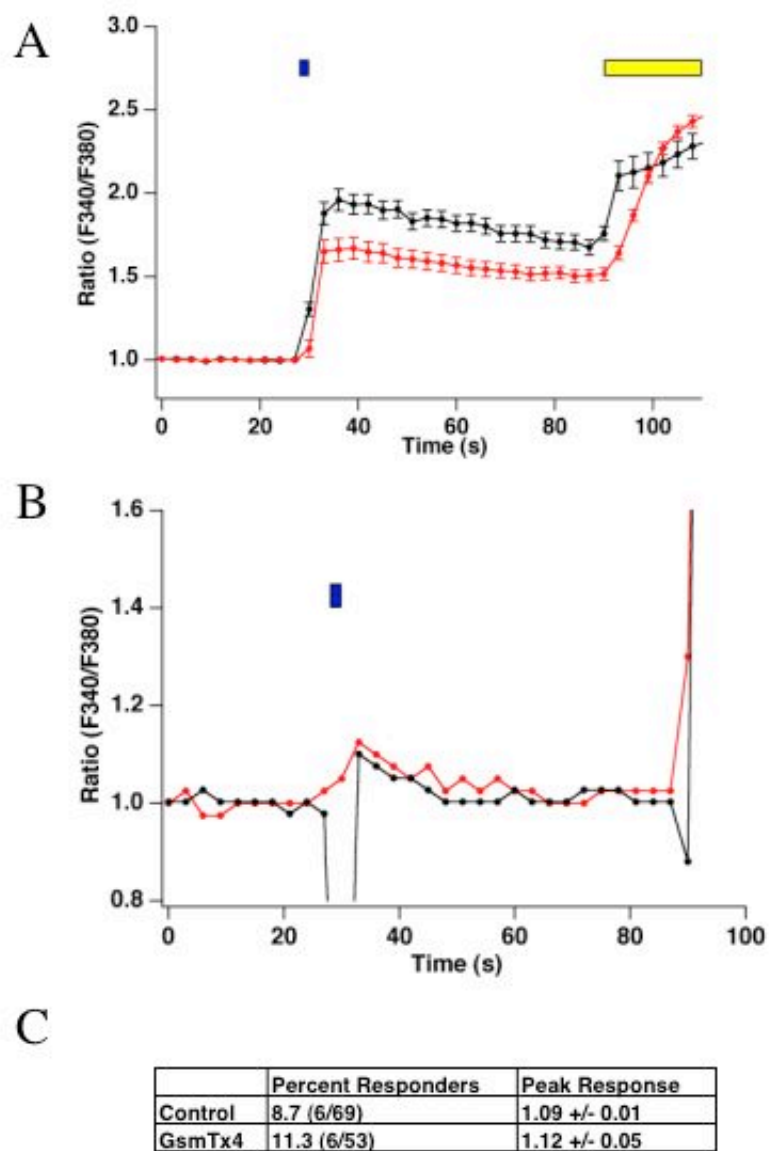 A
3.0
2.5
2.0
1.5
1.0
Ratio (F340/F380)
0 20 40 60 80 100
Time (s)
B
1.6
1.4
1.2
1.0
0.8
Ratio (F340/F380)
0 20 40 60 80 100
Time (s)
C
Percent Responders Peak Response
Control 8.7 (6/69) 1.09 +/- 0.01
GsmTx4 11.3 (6/53) 1.12 +/- 0.05